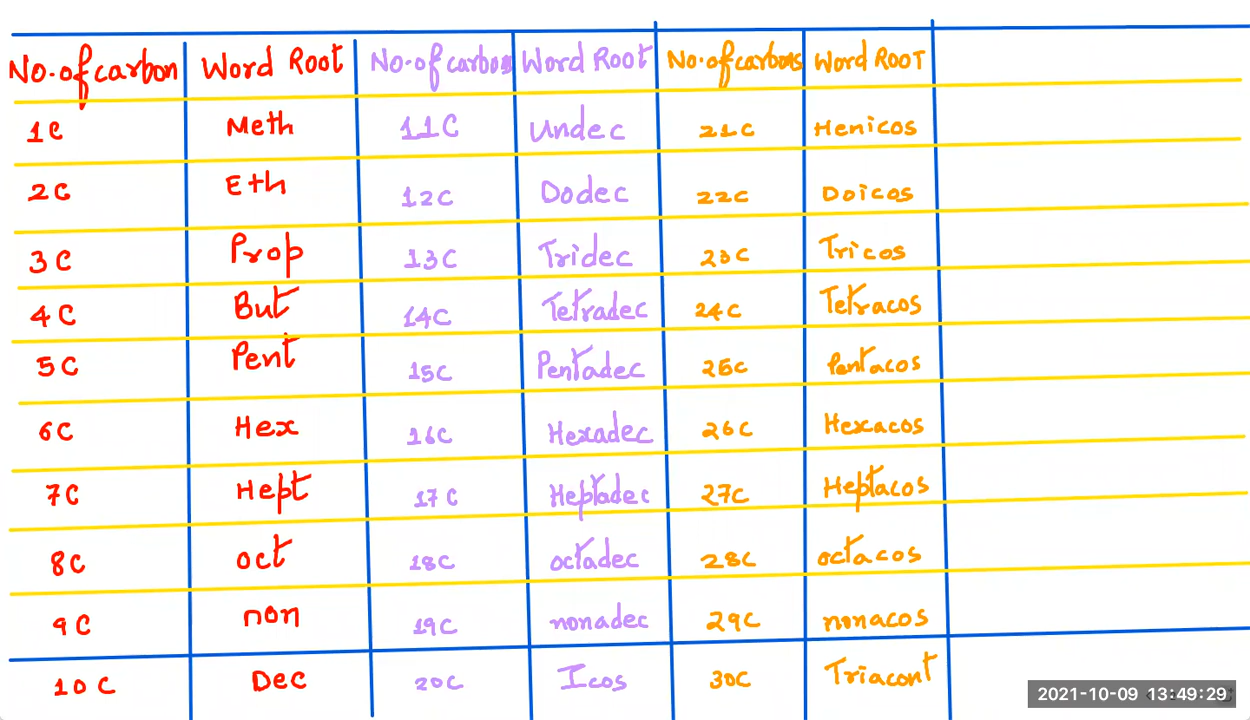 No.of carbon Word Root No.of carbons Word Root No.of carbons Word ROOT
1C Meth 11C Undec 21C Henicos
2C Eth 12C Dodec 22C Doicos
3C Prop 13C Tridec 23C Tricos
4C But 14C Tetradec 24C Tetracos
5C Pent 15C Pentadec 25C Pentacos
6C Hex 16C Hexadec 26C Hexacos
7C Hept 17C Heptadec 27C Heptacos
8C oct 18C octadec 28C octacos
9C non 19C nonadec 29C nonacos
10C Dec 20C Icos 30C Triacont
2021-10-09 13:49:29